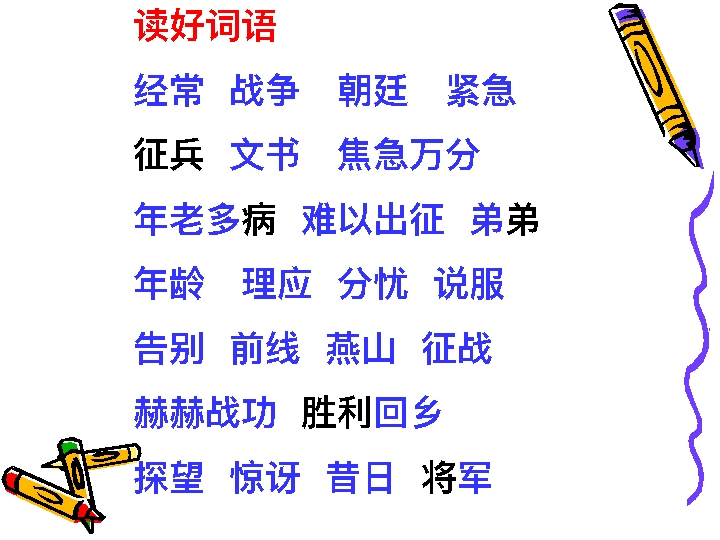 读好词语
经常 战争 朝廷 紧急
征兵 文书 焦急万分
年老多病 难以出征 弟弟
年龄 理应 分忧 说服
告别 前线 燕山 征战
赫赫战功 胜利回乡
探望 惊讶 昔日 将军